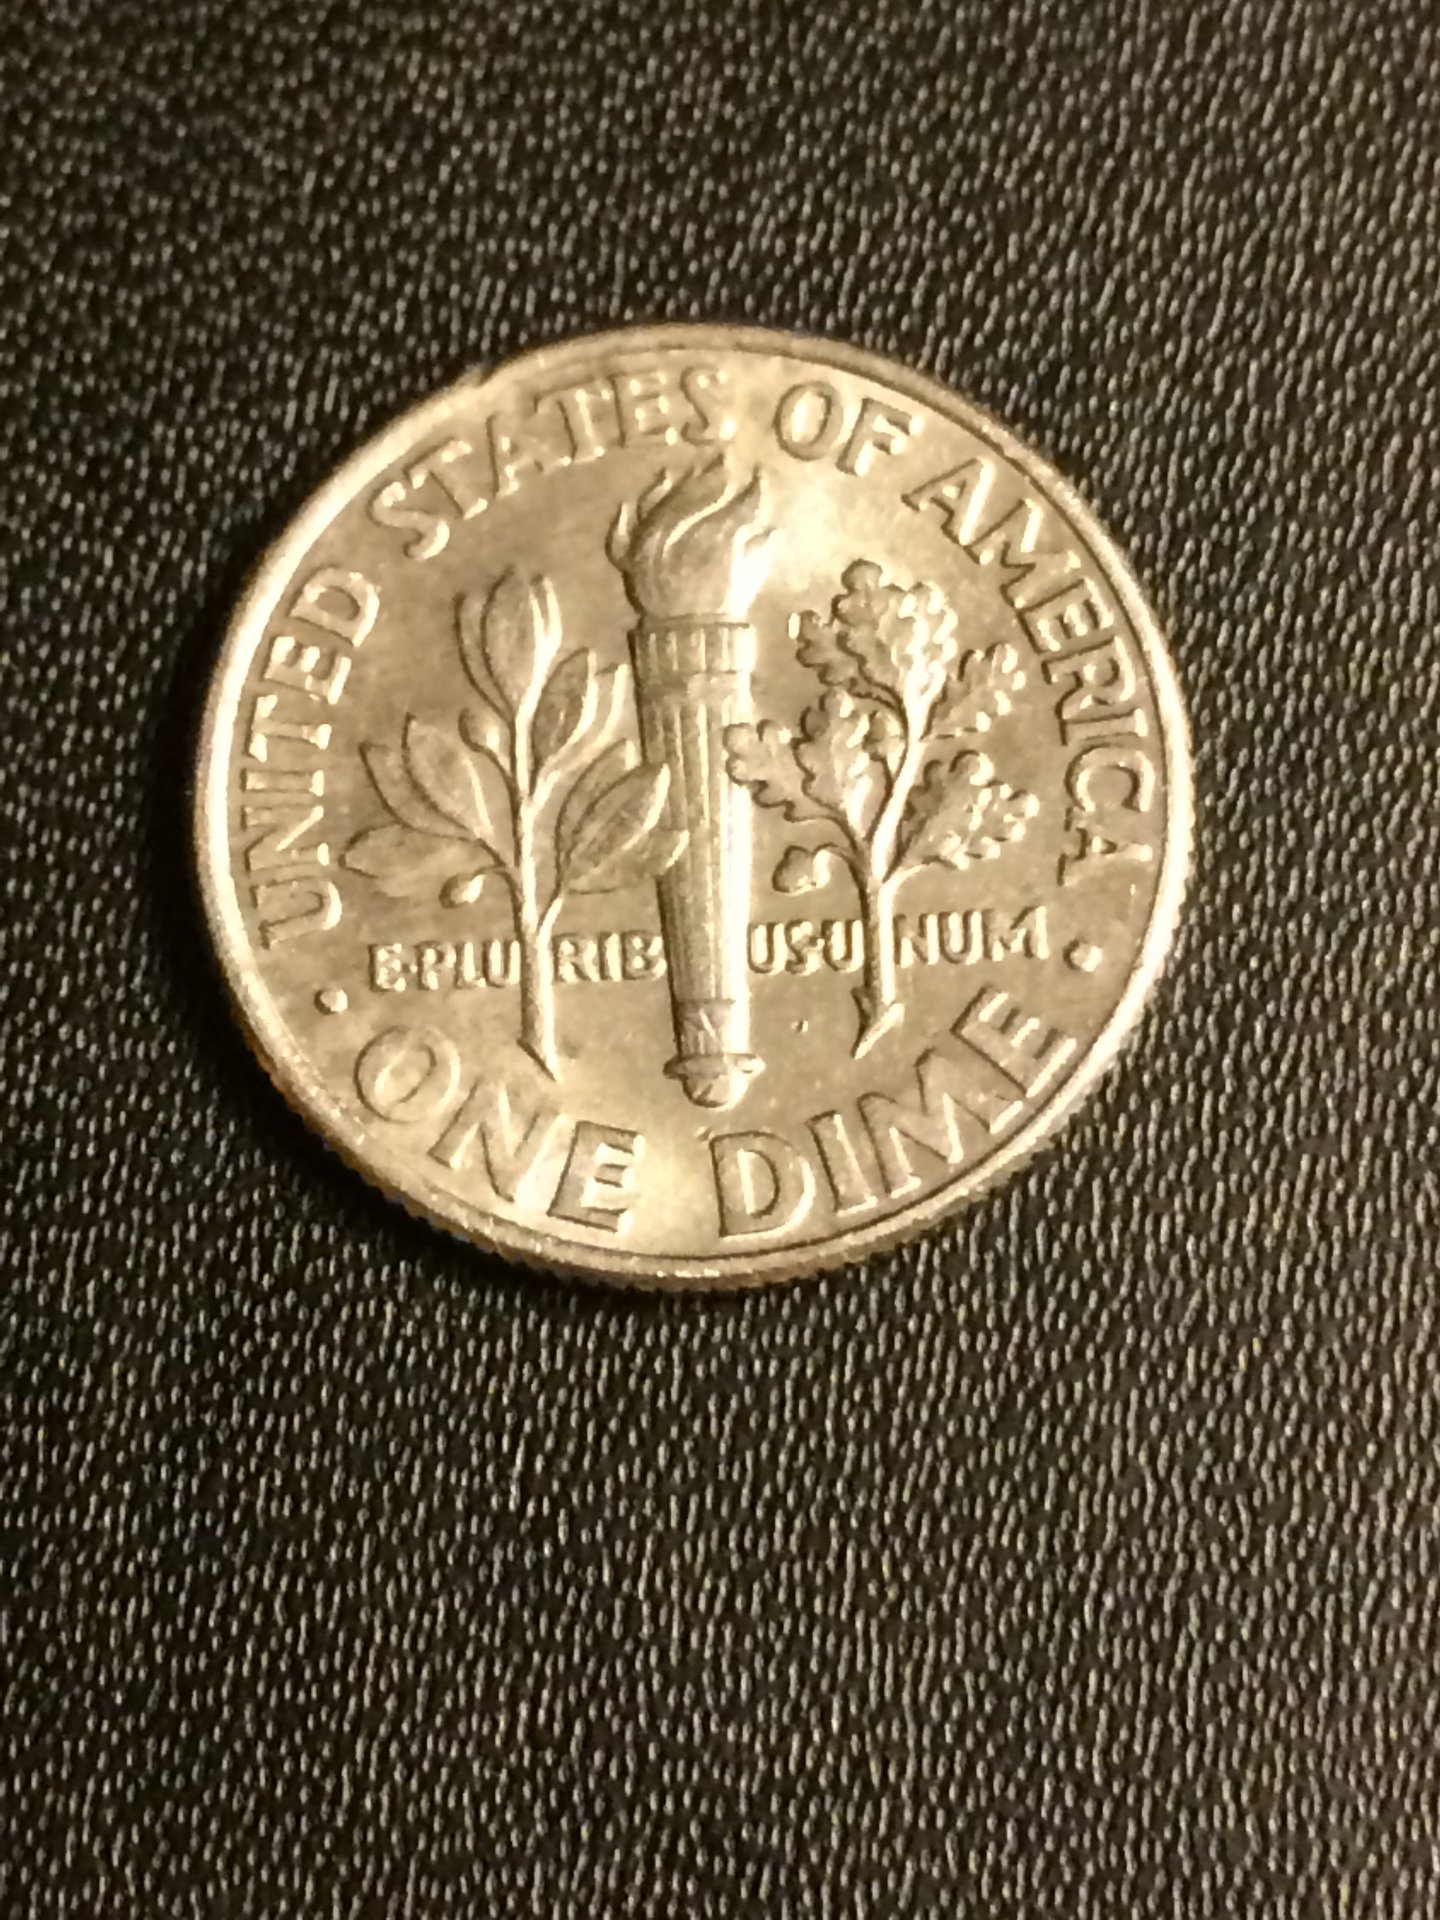 UNITED STATES OF AMERICA
E·PLURIBUS·UNUM
· ONE DIME ·